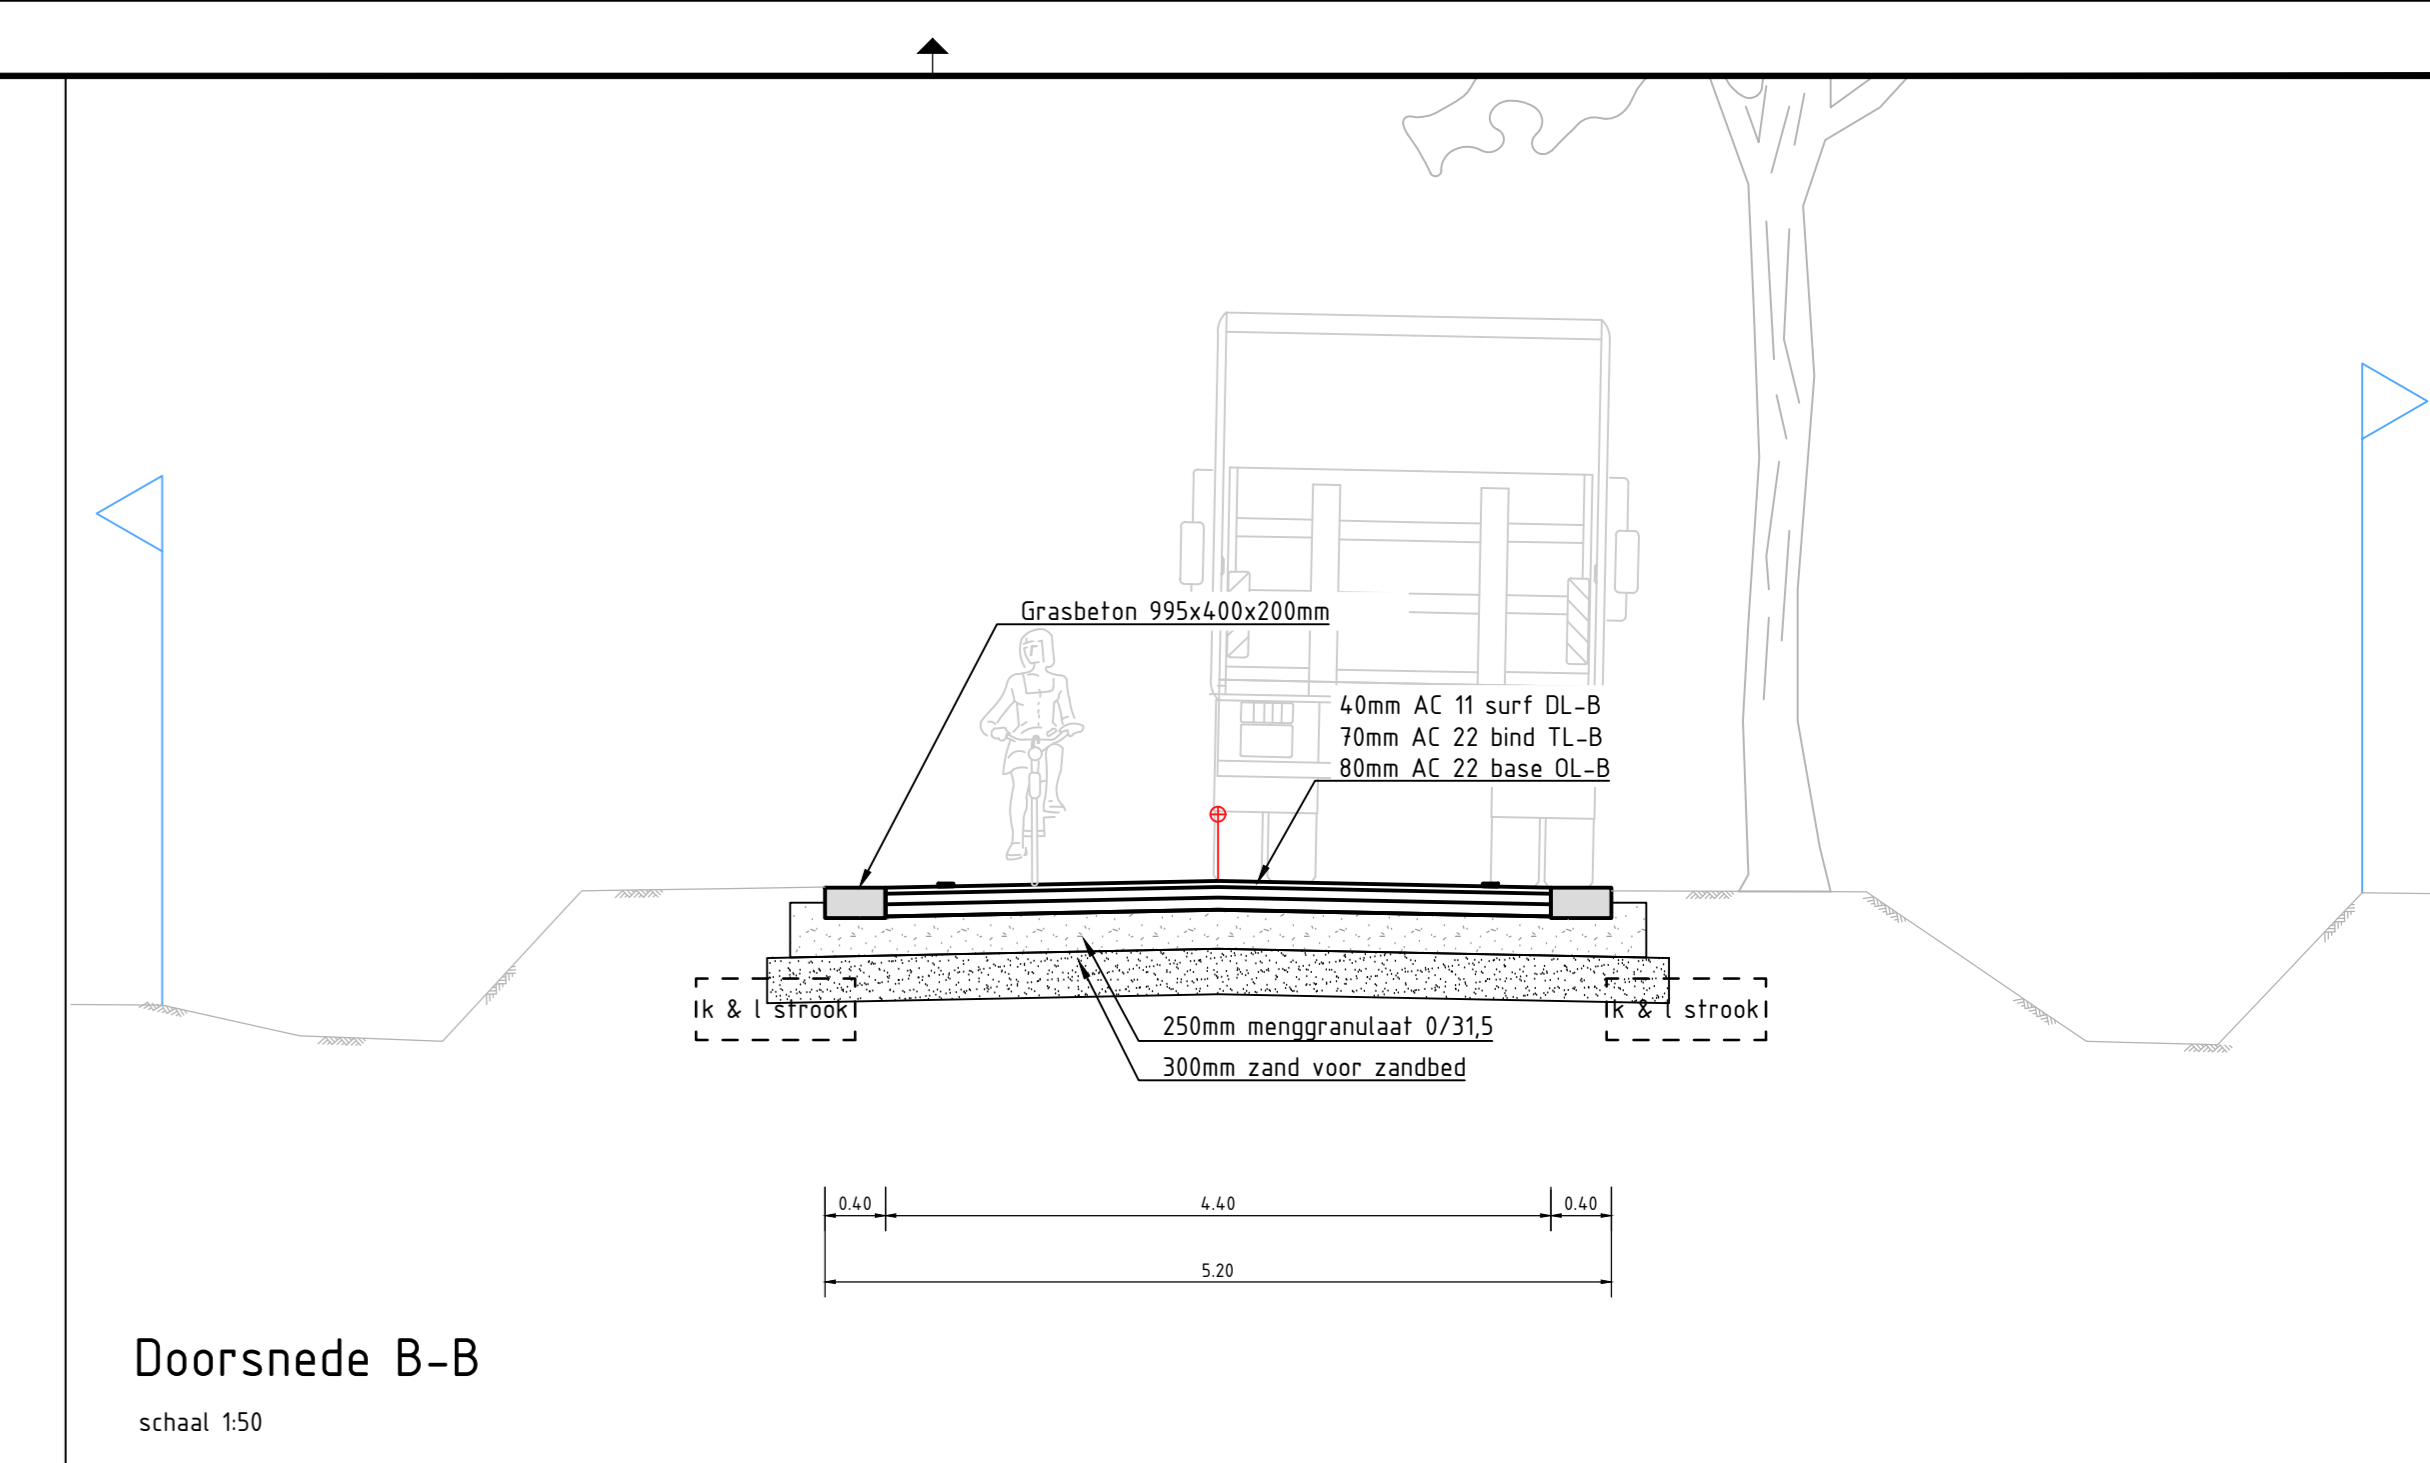 Grasbeton 995x400x200mm
40mm AC 11 surf DL-B
70mm AC 22 bind TL-B
80mm AC 22 base OL-B
k & l strook
k & l strook
250mm menggranulaat 0/31,5
300mm zand voor zandbed
0.40
4.40
0.40
5.20
Doorsnede B-B
schaal 1:50